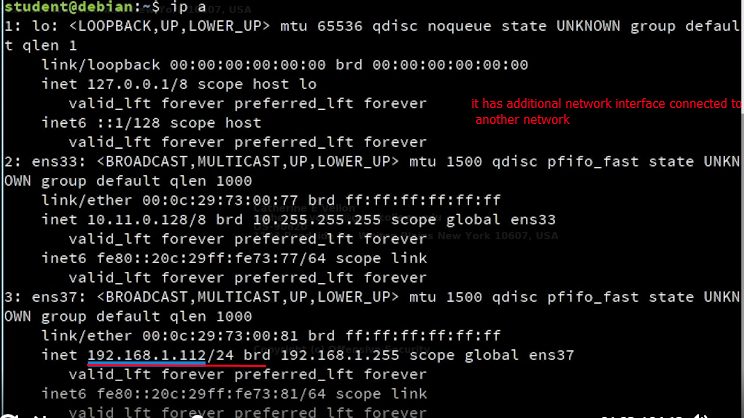 student@debian:~$ ip a
1: lo: <LOOPBACK,UP,LOWER_UP> mtu 65536 qdisc noqueue state UNKNOWN group defaul
t qlen 1
link/loopback 00:00:00:00:00:00 brd 00:00:00:00:00:00
inet 127.0.0.1/8 scope host lo
valid_lft forever preferred_lft forever
it has additional network interface connected to
another network
inet6 ::1/128 scope host
valid_lft forever preferred_lft forever
2: ens33: <BROADCAST,MULTICAST,UP,LOWER_UP> mtu 1500 qdisc pfifo_fast state UNKN
OWN group default qlen 1000
link/ether 00:0c:29:73:00:77 brd ff:ff:ff:ff:ff:ff
inet 10.11.0.128/8 brd 10.255.255.255 scope global ens33
valid_lft forever preferred_lft forever
inet6 fe80::20c:29ff:fe73:77/64 scope link
valid_lft forever preferred_lft forever
3: ens37: <BROADCAST,MULTICAST,UP,LOWER_UP> mtu 1500 qdisc pfifo_fast state UNKN
OWN group default qlen 1000
link/ether 00:0c:29:73:00:81 brd ff:ff:ff:ff:ff:ff
inet 192.168.1.112/24 brd 192.168.1.255 scope global ens37
valid_lft forever preferred_lft forever
inet6 fe80::20c:29ff:fe73:81/64 scope link
valid_lft forever preferred_lft forever